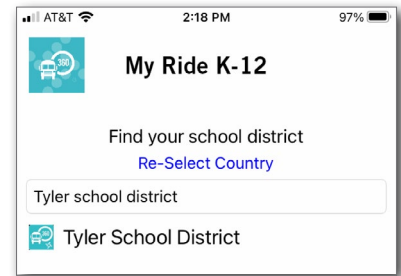 AT&T 2:18 PM 97%
360
My Ride K-12
Find your school district
Re-Select Country
Tyler school district
Tyler School District